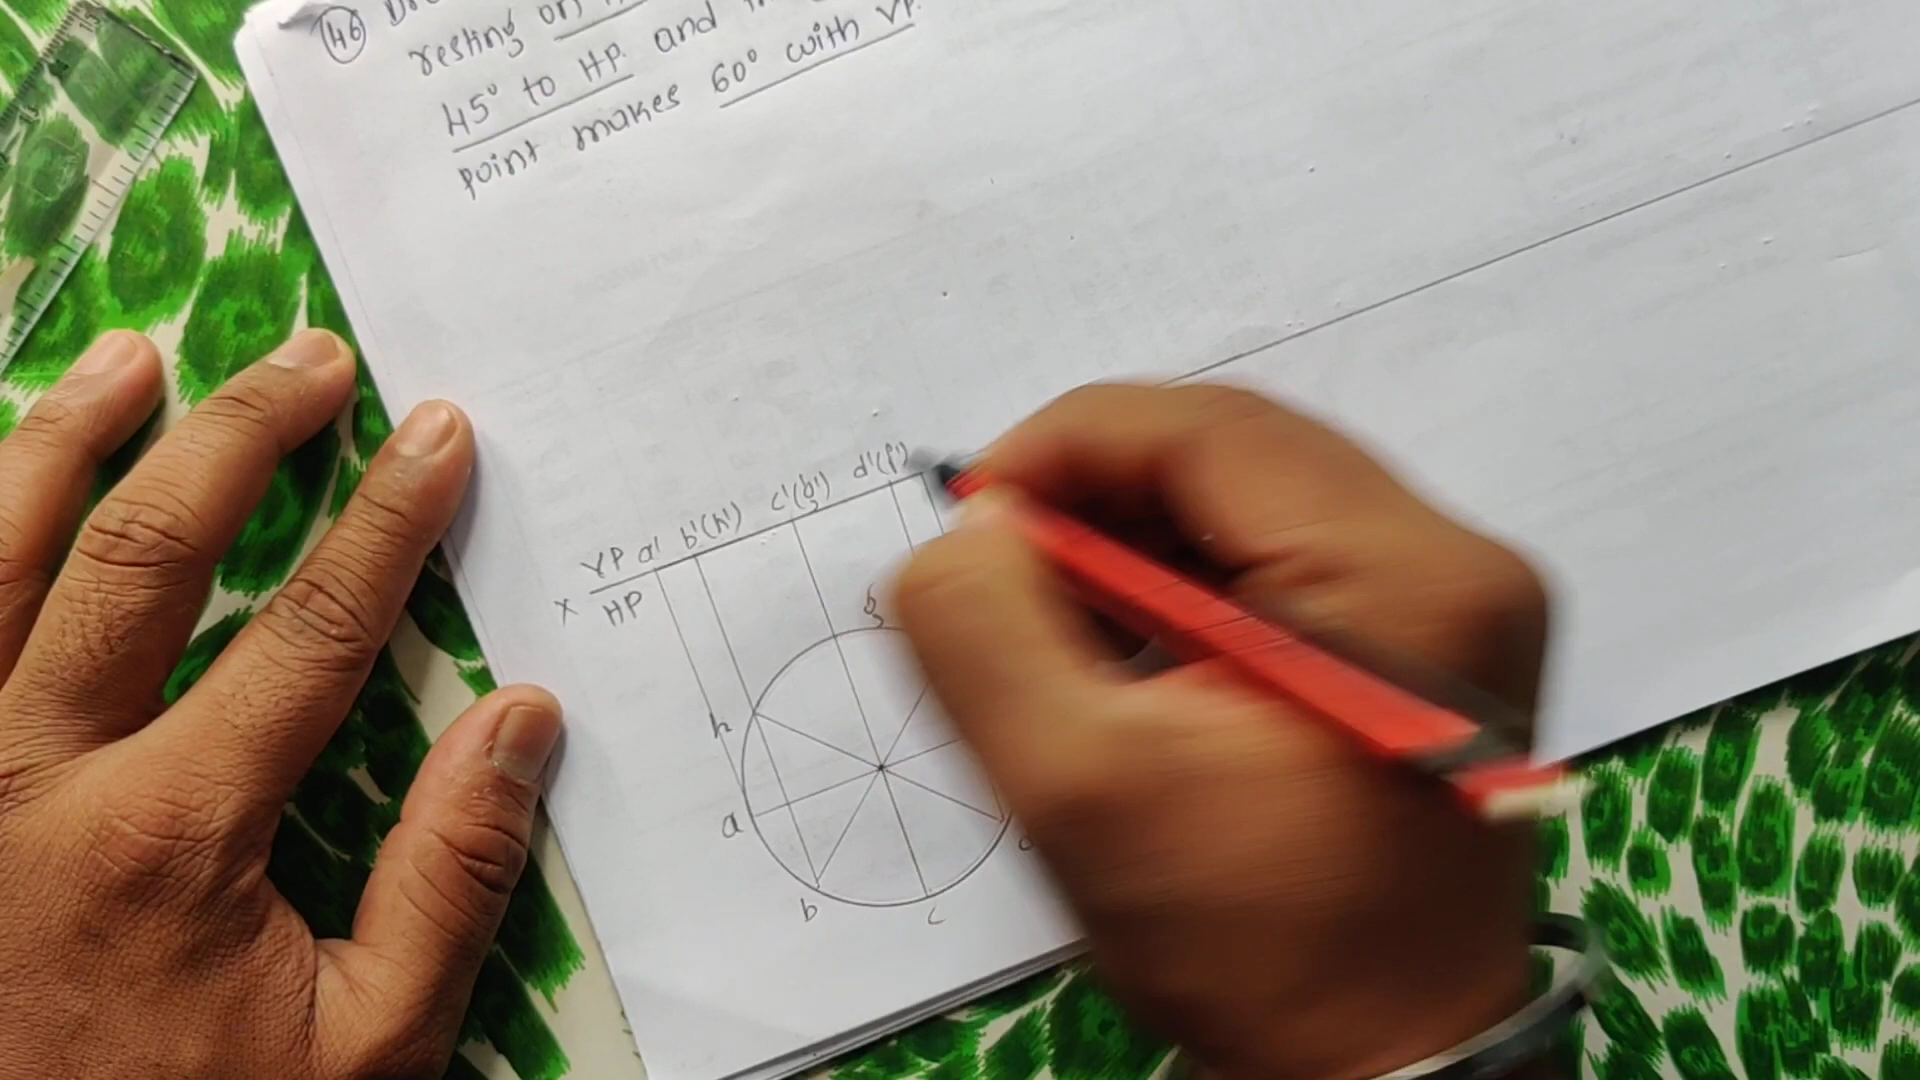 46
resting on
45° to HP. and
point makes 60° with VP.
a' b'(h') c'(g') d'(f')
VP
X
HP
g
h
a
b
c